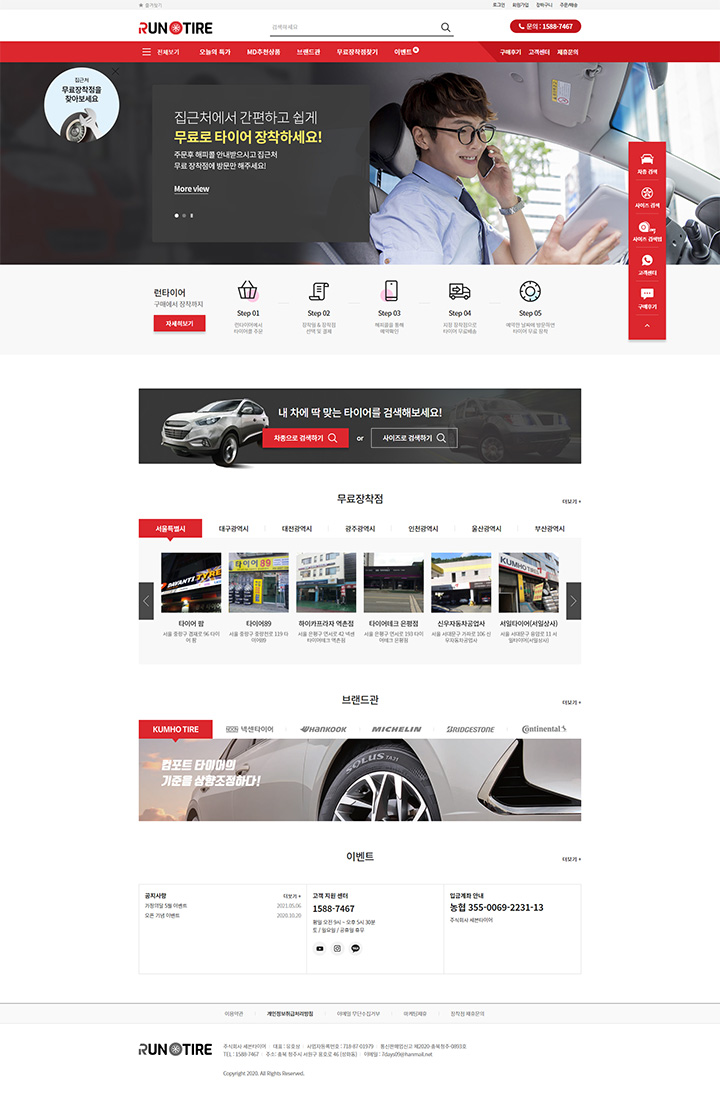 즐겨찾기
로그인 회원가입 장바구니 주문/배송
RUN TIRE
검색하세요
문의 : 1588-7467
전체보기 오늘의 특가 MD추천상품 브랜드관 무료장착점찾기 이벤트
구매후기 고객센터 제휴문의
집근처
무료장착점을
찾아보세요
집근처에서 간편하고 쉽게
무료로 타이어 장착하세요!
주문후 해피콜 안내받으시고 집근처
무료 장착점에 방문만 해주세요!
More view
차종 검색
사이즈 검색
사이즈 검색법
고객센터
구매후기
런타이어
구매에서 장착까지
자세히보기
Step 01
런타이어에서
타이어를 주문
Step 02
장착일 & 장착점
선택 및 결제
Step 03
해피콜을 통해
예약확인
Step 04
지정 장착점으로
타이어 무료배송
Step 05
예약한 날짜에 방문하면
타이어 무료 장착
내 차에 딱 맞는 타이어를 검색해보세요!
차종으로 검색하기 or 사이즈로 검색하기
무료장착점
더보기 +
서울특별시 대구광역시 대전광역시 광주광역시 인천광역시 울산광역시 부산광역시
DAVANTI TYRES
타이어 89
KUMHO TIRE
타이어 팜
서울 중랑구 겸재로 96 타이
어 팜
타이어89
서울 중랑구 중랑천로 119 타
이어89
하이카프라자 역촌점
서울 은평구 연서로 42 넥센
타이어테크 역촌점
타이어테크 은평점
서울 은평구 연서로 193 타이
어테크 은평점
신우자동차공업사
서울 서대문구 가좌로 106 신
우자동차공업사
서일타이어(서일상사)
서울 서대문구 응암로 11 서
일타이어(서일상사)
브랜드관
더보기 +
KUMHO TIRE 넥센타이어 HANKOOK MICHELIN BRIDGESTONE Continental
컴포트 타이어의
기준을 상향조정하다!
SOLUS TA21
이벤트
더보기 +
공지사항 더보기 +
가정의달 5월 이벤트 2021.05.06
오픈 기념 이벤트 2020.10.20
고객 지원 센터
1588-7467
평일 오전 9시 ~ 오후 5시 30분
토 / 일요일 / 공휴일 휴무
입금계좌 안내
농협 355-0069-2231-13
주식회사 세븐타이어
이용약관 개인정보취급처리방침 이메일 무단수집거부 마케팅제휴 장착점 제휴문의
RUN TIRE
주식회사 세븐타이어 대표 : 유호상 사업자등록번호 : 718-87-01979 통신판매업신고 제2020-충북청주-0893호
TEL : 1588-7467 주소: 충북 청주시 서원구 이메일 : 7days09@hanmail.net
Copyright 2020. All Rights Reserved.